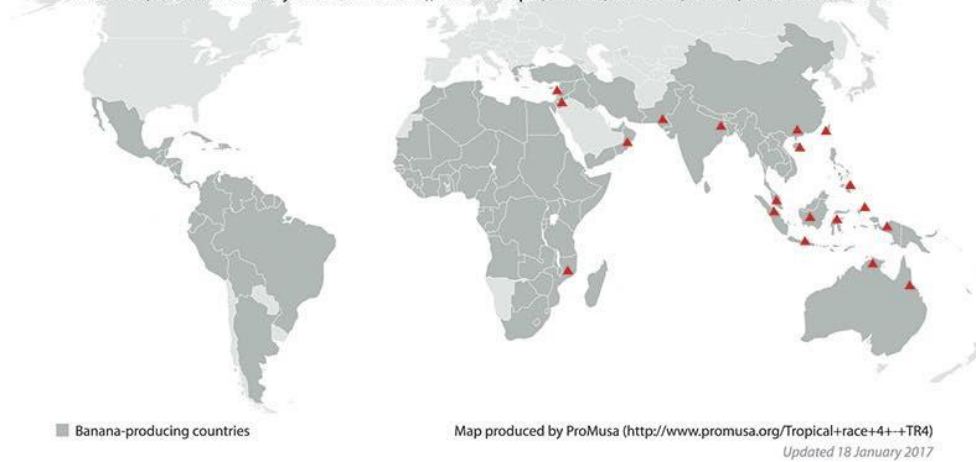 Banana-producing countries
Map produced by ProMusa (http://www.promusa.org/Tropical+race+4+-+TR4)
Updated 18 January 2017